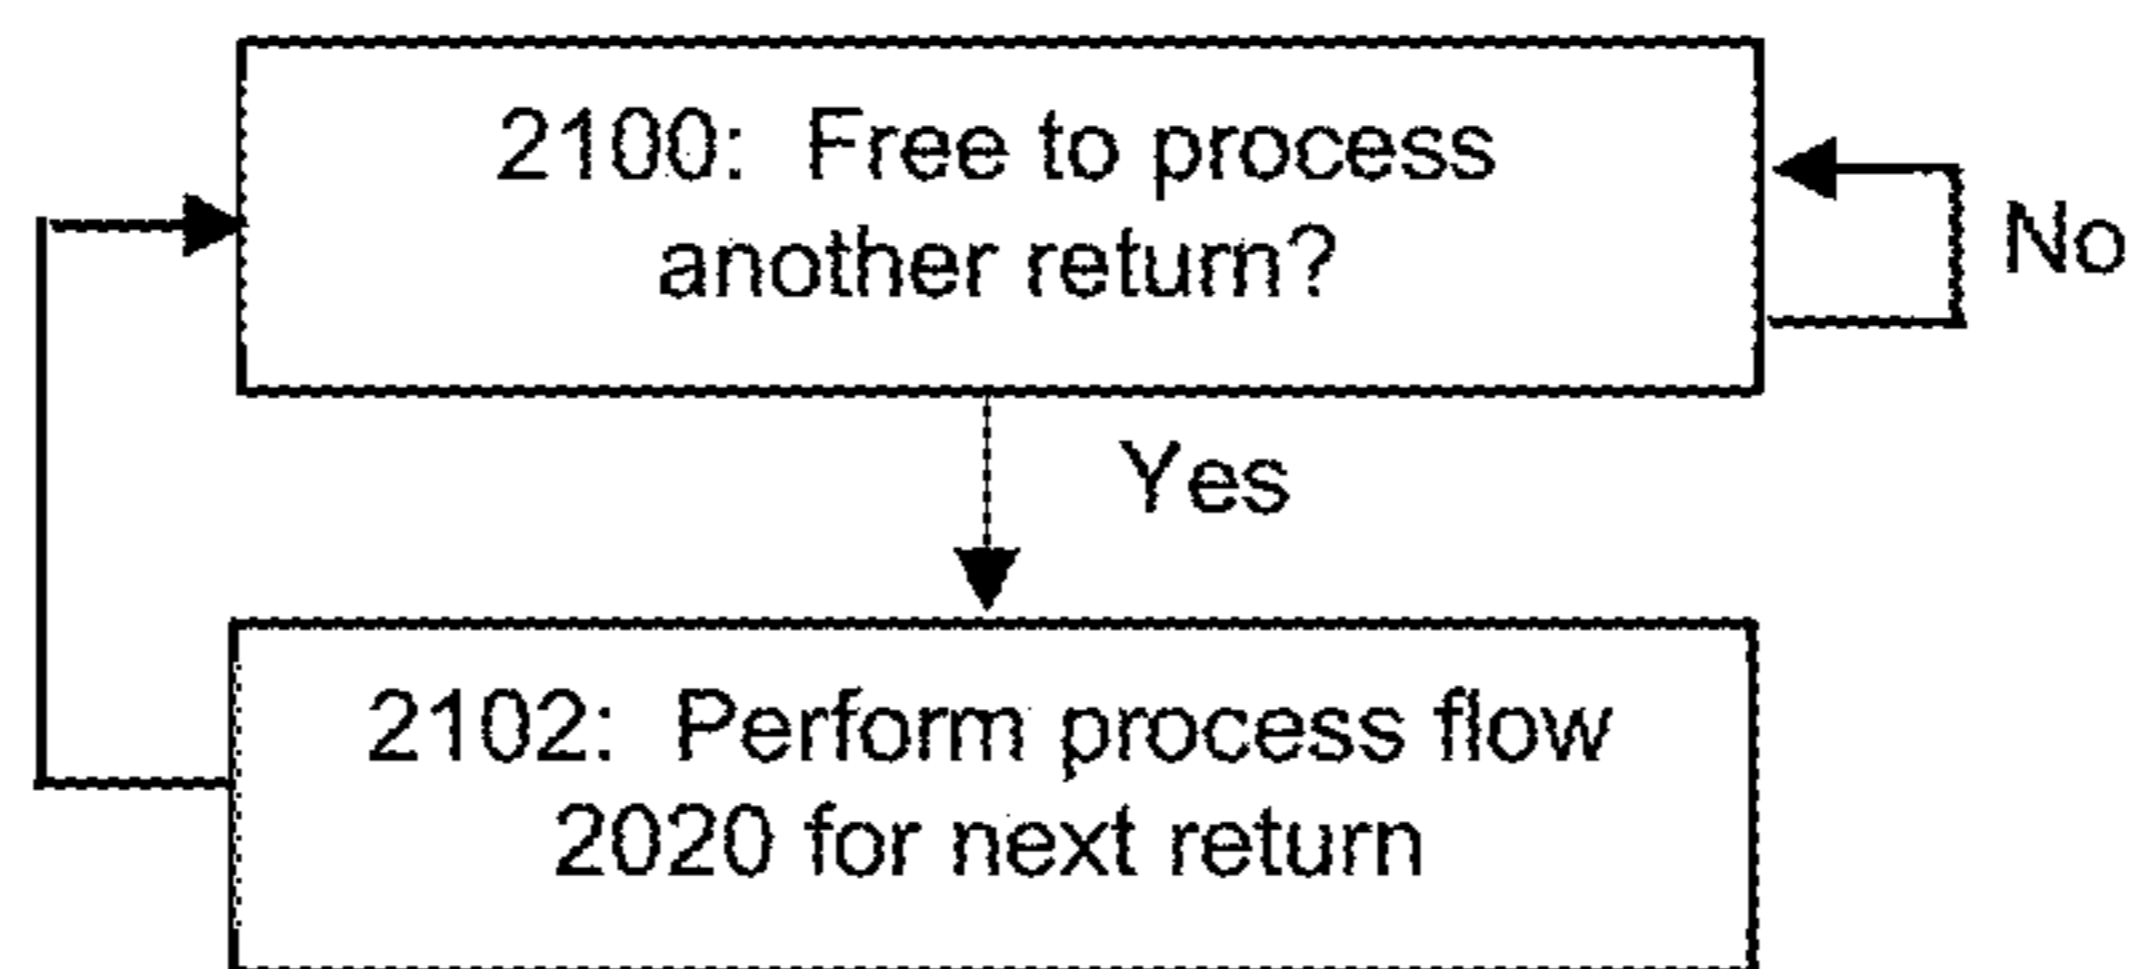 2100: Free to process
another return?
No
Yes
2102: Perform process flow
2020 for next return